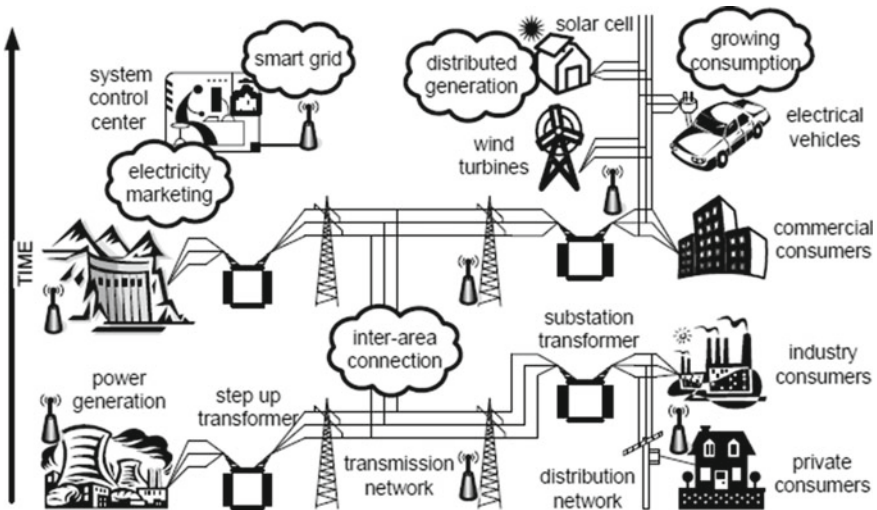 solar cell
smart grid
growing
consumption
system
control
center
distributed
generation
electrical
vehicles
wind
turbines
electricity
marketing
commercial
consumers
TIME
substation
transformer
inter-area
connection
industry
consumers
power
generation
step up
transformer
transmission
network
distribution
network
private
consumers